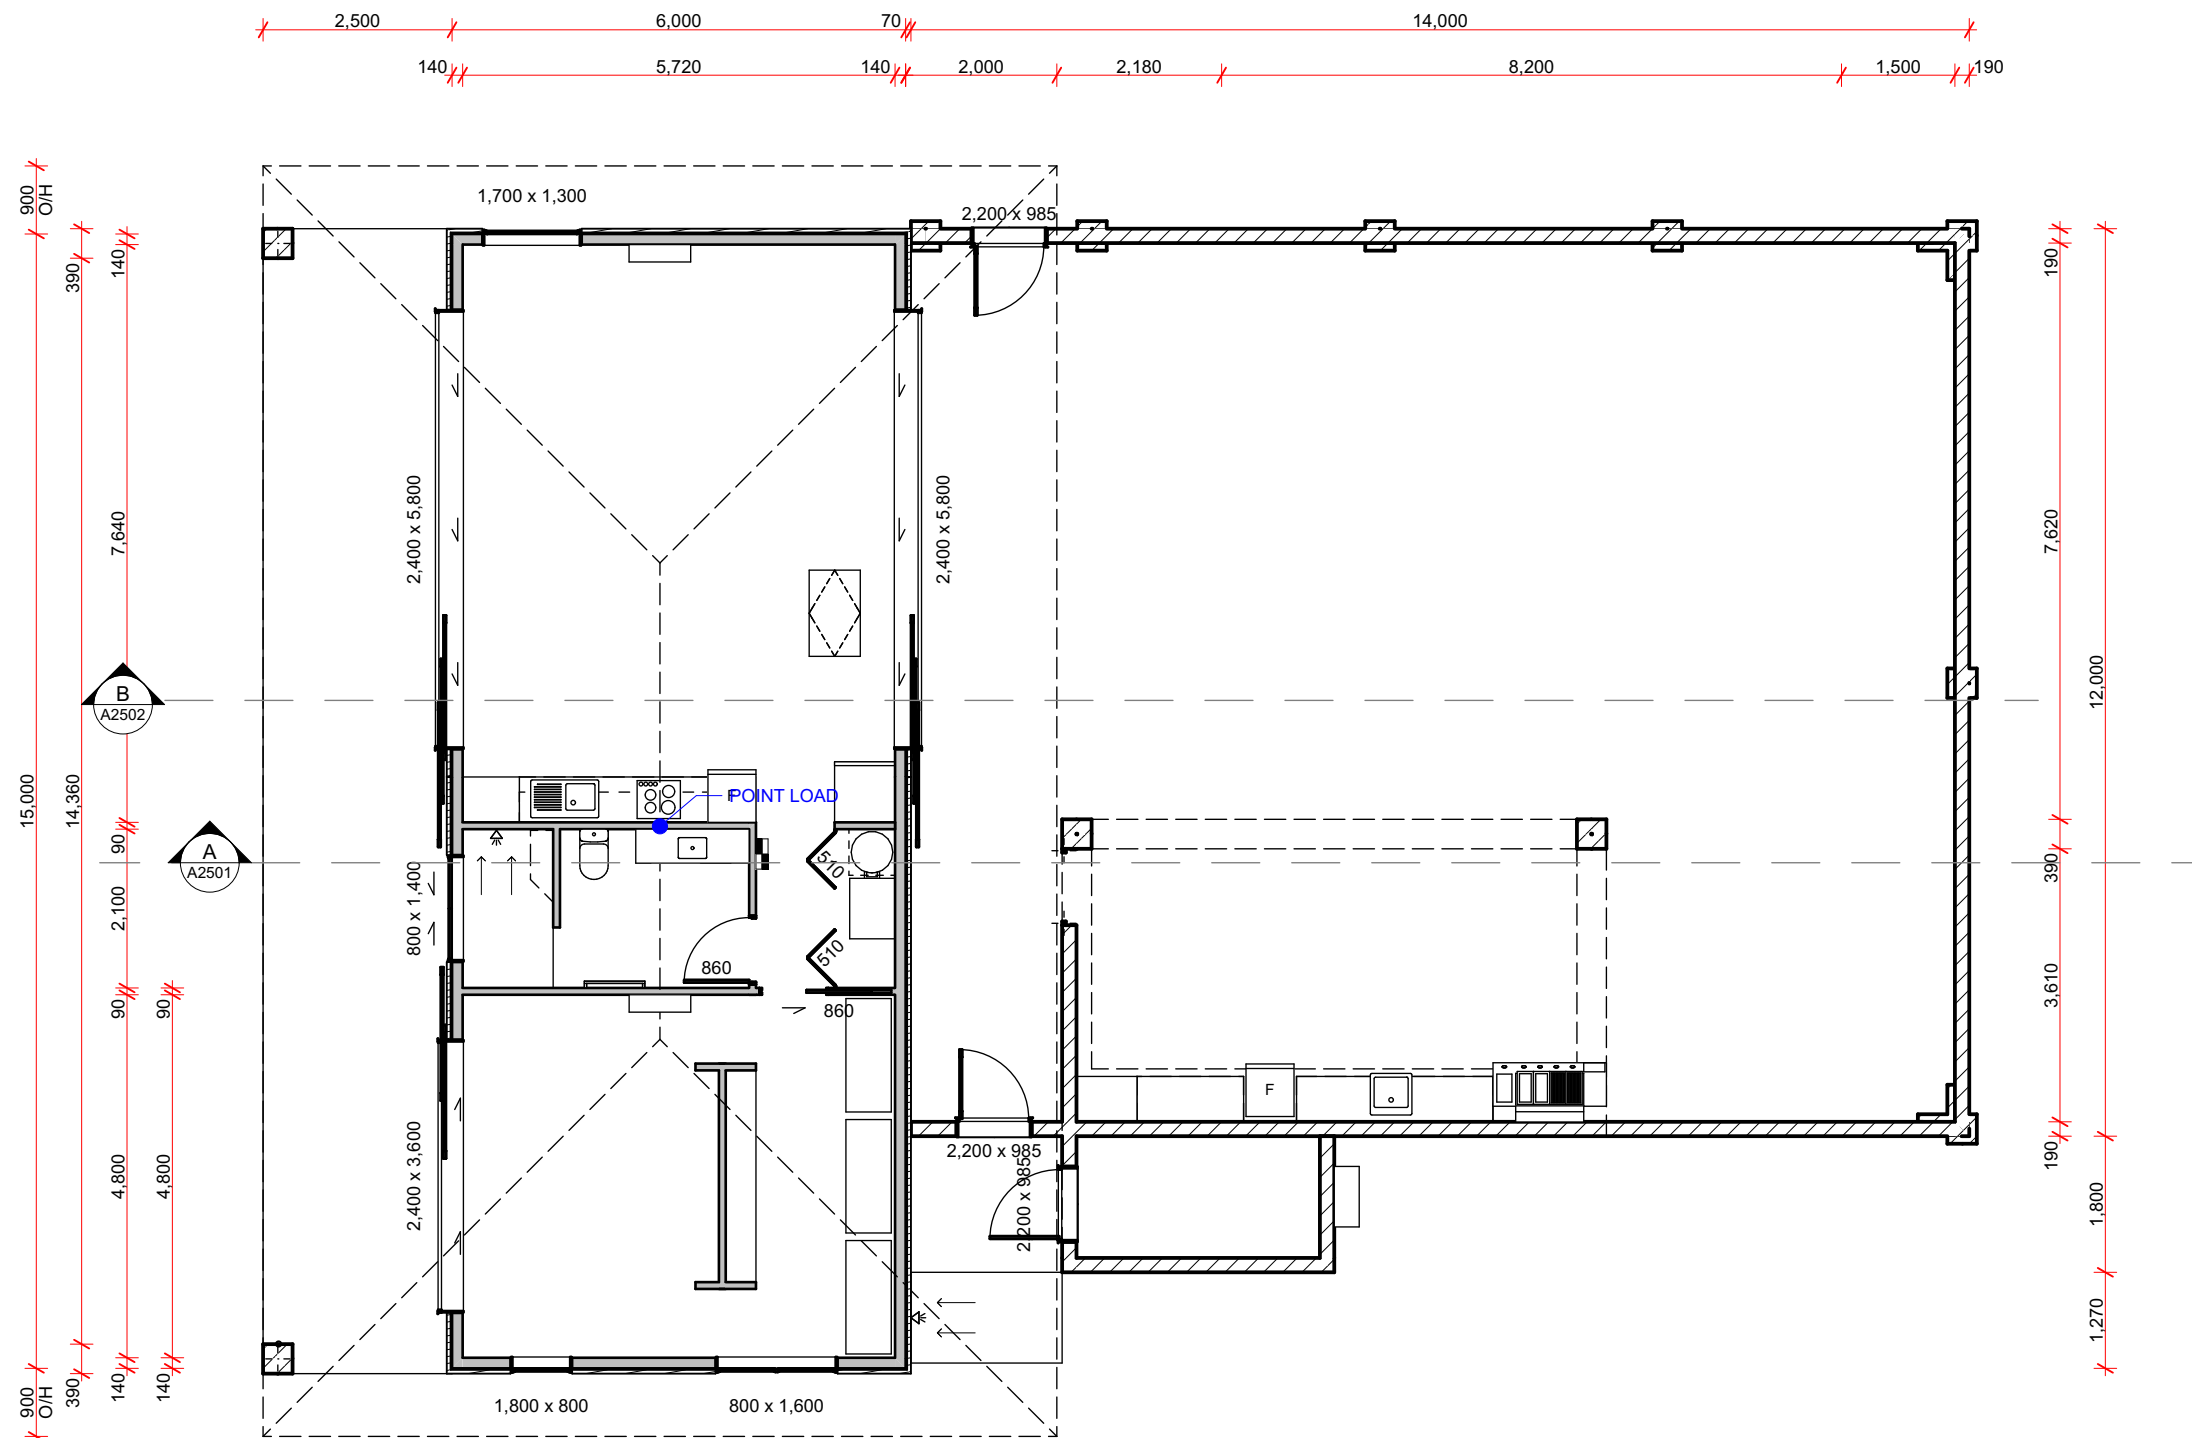 2,500
6,000
70
14,000
140
5,720
140
2,000
2,180
8,200
1,500
190
900
O/H
1,700 x 1,300
2,200 x 985
390
140
190
7,640
2,400 x 5,800
2,400 x 5,800
7,620
12,000
B
A2502
15,000
14,360
F
POINT LOAD
A
A2501
90
2,100
800 x 1,400
510
510
390
860
90
90
860
3,610
F
4,800
4,800
2,400 x 3,600
2,200 x 985
2,200 x 985
190
1,800
1,270
900
O/H
390
140
140
1,800 x 800
800 x 1,600